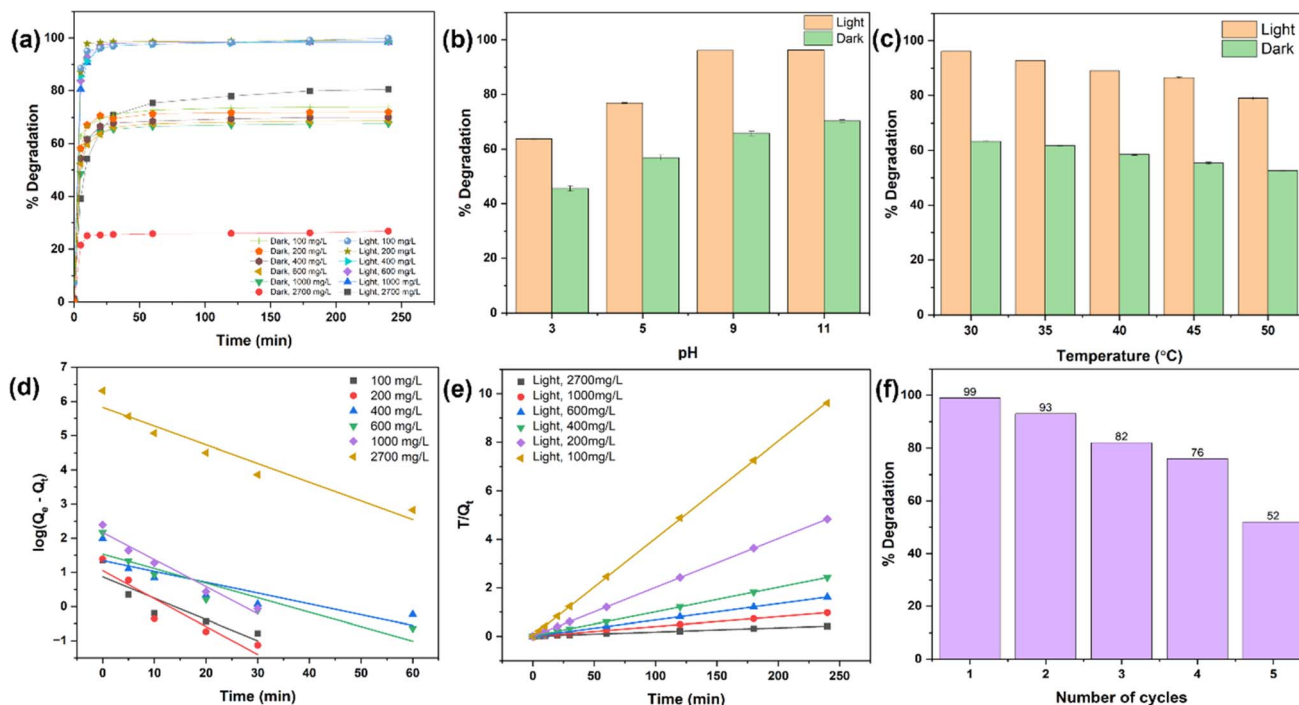 (a)
% Degradation
100
80
60
40
20
0
Dark, 100 mg/L
Dark, 200 mg/L
Dark, 400 mg/L
Dark, 600 mg/L
Dark, 1000 mg/L
Dark, 2700 mg/L
Light, 100 mg/L
Light, 200 mg/L
Light, 400 mg/L
Light, 600 mg/L
Light, 1000 mg/L
Light, 2700 mg/L
0 50 100 150 200 250
Time (min)
(b)
% Degradation
100
80
60
40
20
0
Light
Dark
3 5 9 11
pH
(c)
% Degradation
100
80
60
40
20
0
Light
Dark
30 35 40 45 50
Temperature (°C)
(d)
log(Qe - Qt)
7
6
5
4
3
2
1
0
-1
100 mg/L
200 mg/L
400 mg/L
600 mg/L
1000 mg/L
2700 mg/L
0 10 20 30 40 50 60
Time (min)
(e)
T/Qt
10
8
6
4
2
0
Light, 2700mg/L
Light, 1000mg/L
Light, 600mg/L
Light, 400mg/L
Light, 200mg/L
Light, 100mg/L
0 50 100 150 200 250
Time (min)
(f)
% Degradation
100
80
60
40
20
0
99
93
82
76
52
1 2 3 4 5
Number of cycles